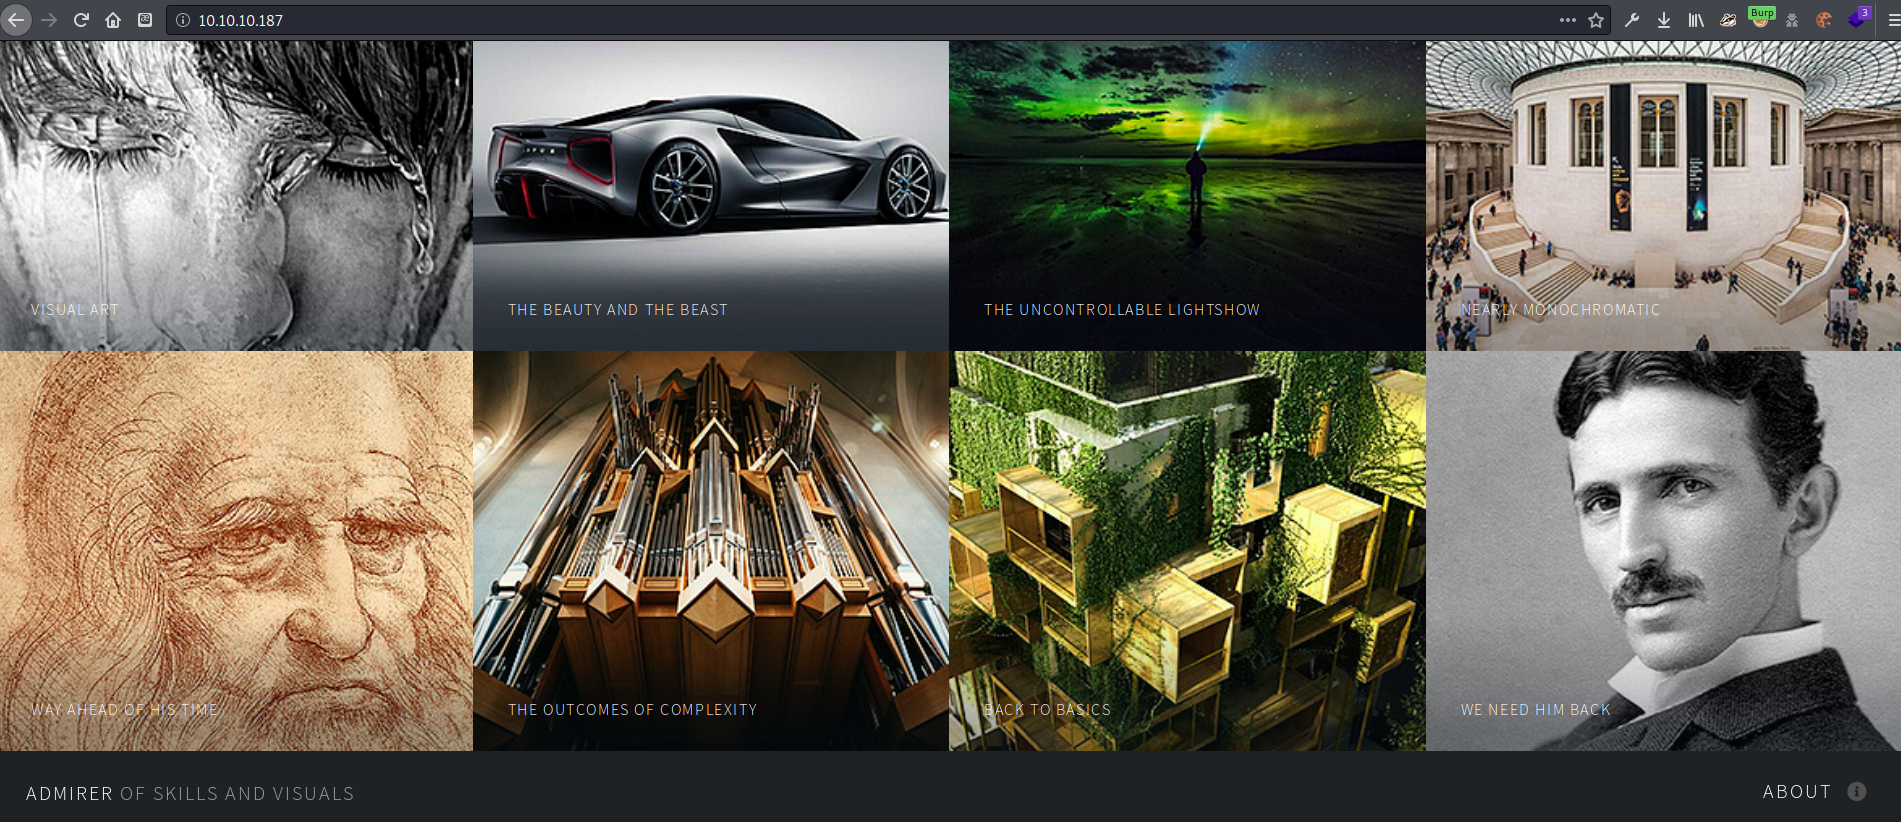 10.10.10.187
Burp
3
VISUAL ART
THE BEAUTY AND THE BEAST
THE UNCONTROLLABLE LIGHTSHOW
NEARLY MONOCHROMATIC
WAY AHEAD OF HIS TIME
THE OUTCOMES OF COMPLEXITY
BACK TO BASICS
WE NEED HIM BACK
ADMIRER OF SKILLS AND VISUALS
ABOUT